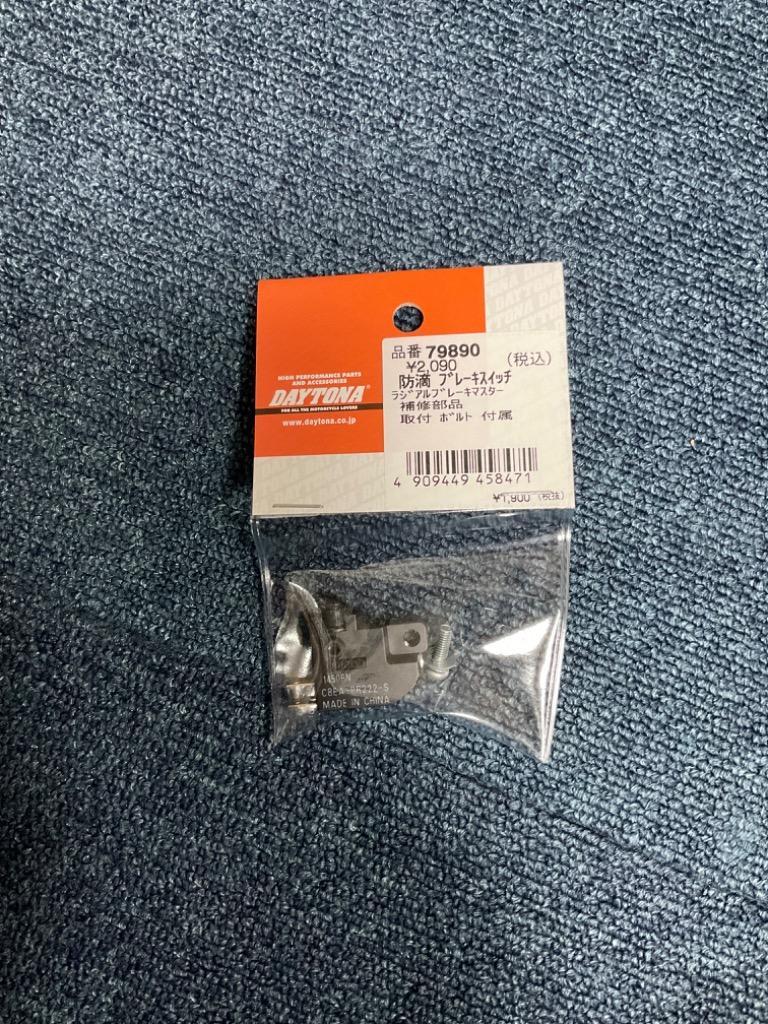 HIGH PERFORMANCE PARTS
AND ACCESSORIES
DAYTONA®
FOR ALL THE MOTORCYCLE LOVERS
www.daytona.co.jp
DAYTONA
品番 79890
¥2,090 (税込)
防滴 ブレーキスイッチ
ラジアルブレーキマスター
補修部品
取付 ボルト 付属
4 909449 458471
¥1,900 (税抜)
MADE IN CHINA